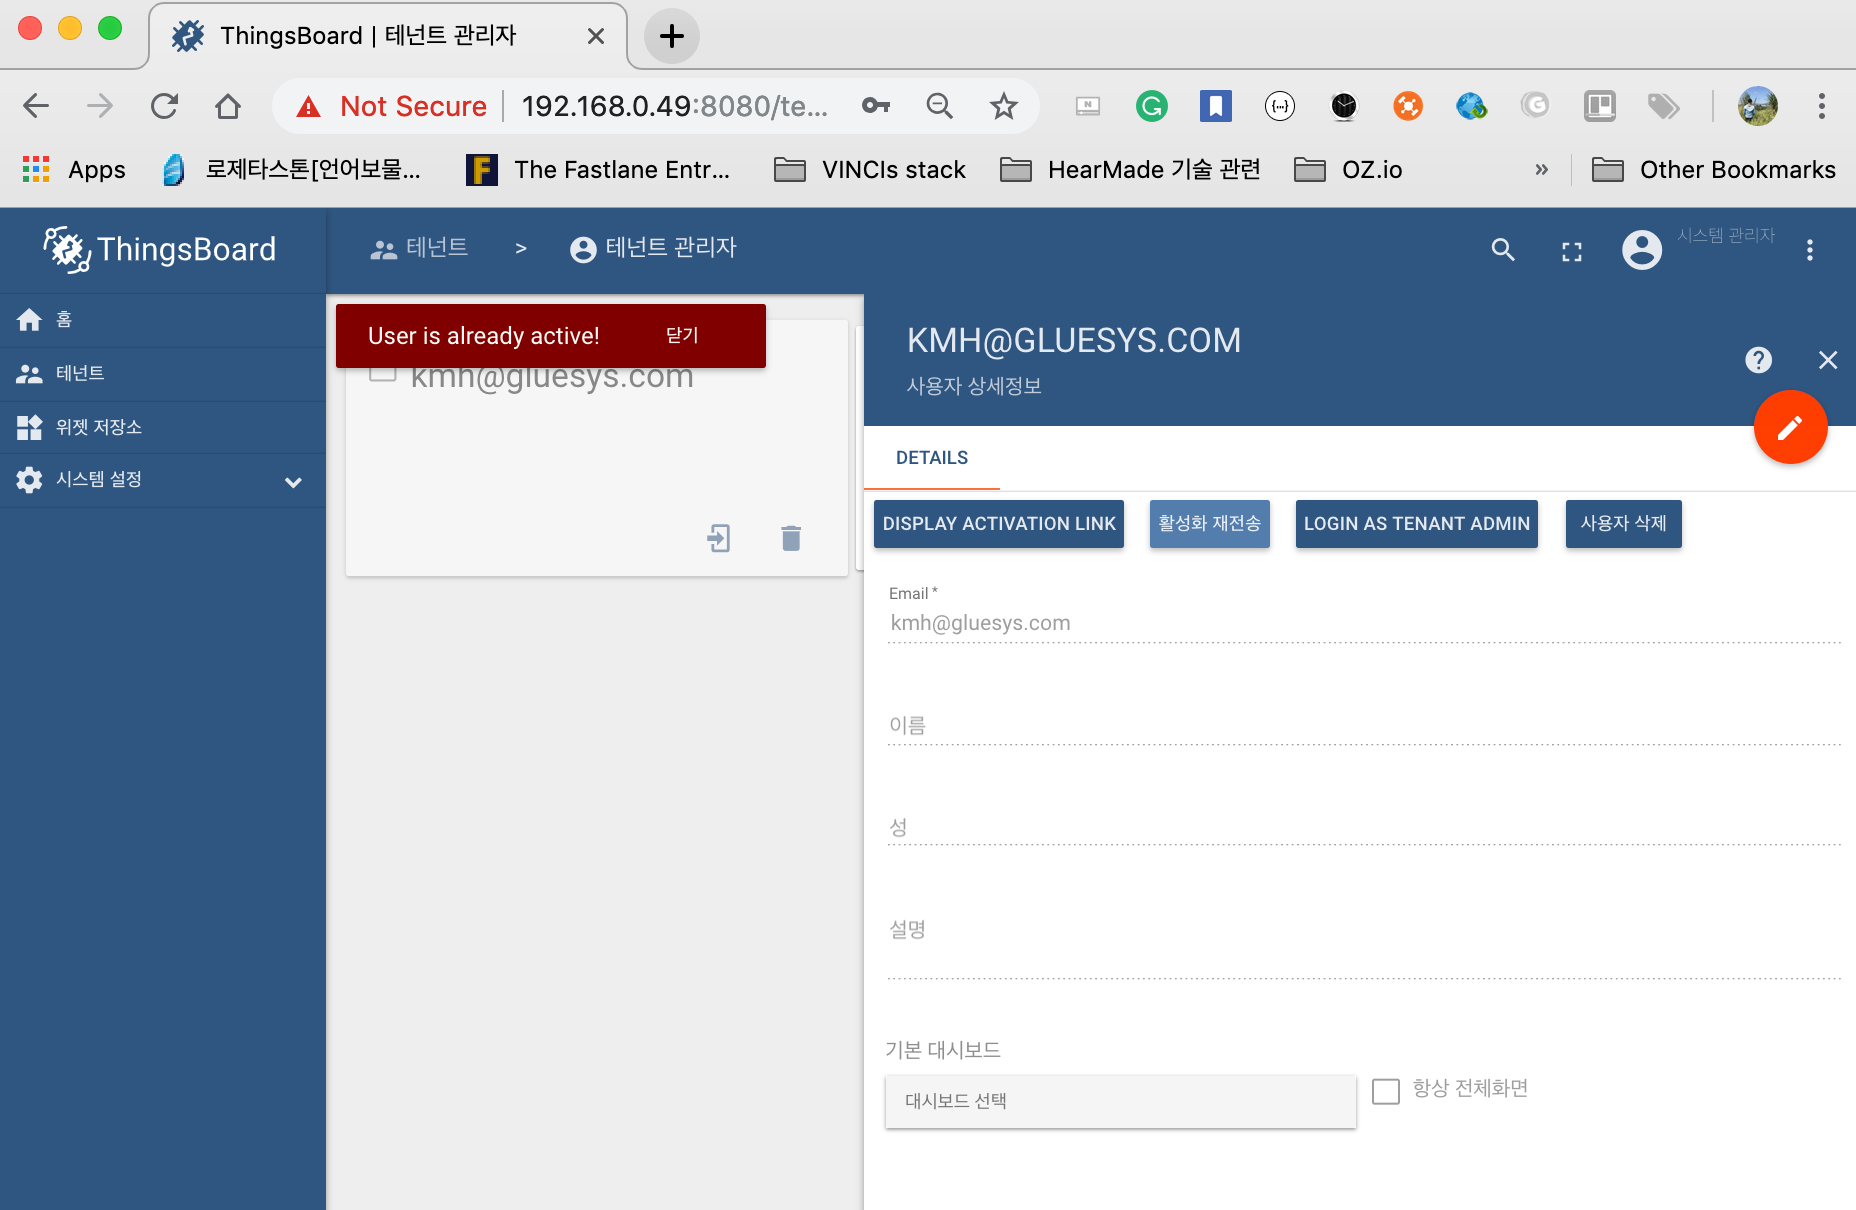 ThingsBoard | 테넌트 관리자
Not Secure 192.168.0.49:8080/te...
Apps 로제타스톤[언어보물... The Fastlane Entr... VINCIs stack HearMade 기술 관련 OZ.io » Other Bookmarks
ThingsBoard
테넌트 > 테넌트 관리자
시스템 관리자
홈
테넌트
위젯 저장소
시스템 설정
User is already active! 닫기
kmh@gluesys.com
KMH@GLUESYS.COM
사용자 상세정보
DETAILS
DISPLAY ACTIVATION LINK 활성화 재전송 LOGIN AS TENANT ADMIN 사용자 삭제
Email *
kmh@gluesys.com
이름
성
설명
기본 대시보드
대시보드 선택
항상 전체화면